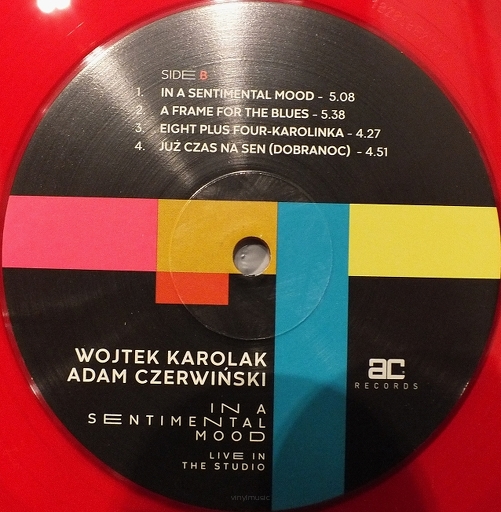 SIDE B
1. IN A SENTIMENTAL MOOD - 5.08
2. A FRAME FOR THE BLUES - 5.38
3. EIGHT PLUS FOUR-KAROLINKA - 4.27
4. JUŻ CZAS NA SEN (DOBRANOC) - 4.51
WOJTEK KAROLAK
ADAM CZERWIŃSKI
IN A
SENTIMENTAL
MOOD
LIVE IN
THE STUDIO
ac
RECORDS
vinylmusic